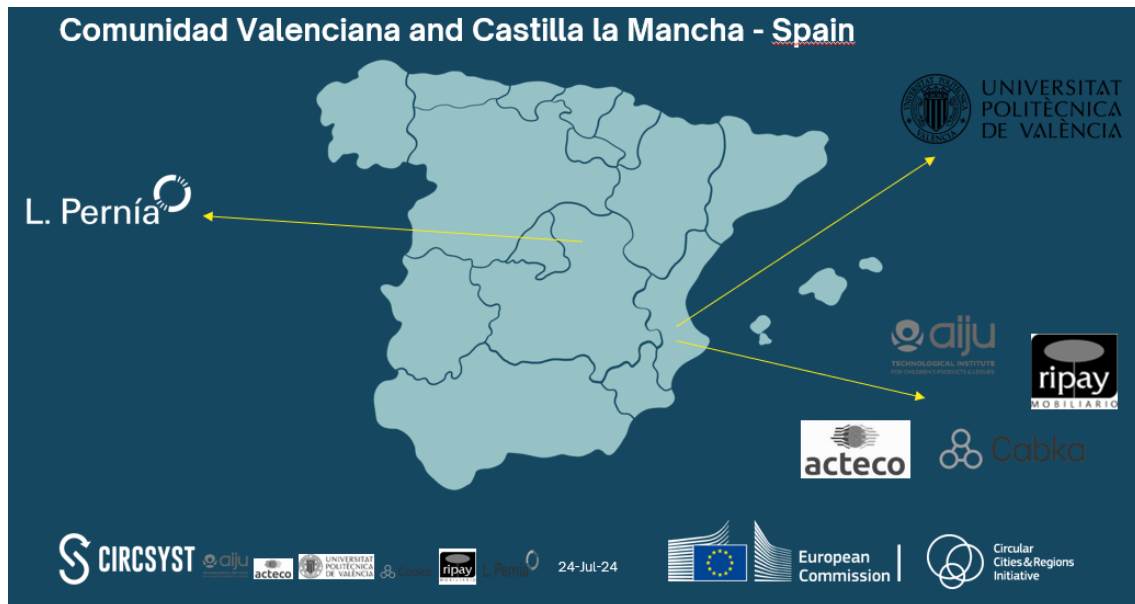 Comunidad Valenciana and Castilla la Mancha - Spain
UNIVERSITAT
POLITÈCNICA
DE VALÈNCIA
L. Pernía
aiju
TECHNOLOGICAL INSTITUTE
FOR CHILDREN'S PRODUCTS & LEISURE
ripay
MOBILIARIO
acteco
Cabka
CIRCSYST
aiju
acteco
UNIVERSITAT
POLITÈCNICA
DE VALÈNCIA
Cabka
ripay
MOBILIARIO
L. Pernía
24-Jul-24
European
Commission
Circular
Cities & Regions
Initiative